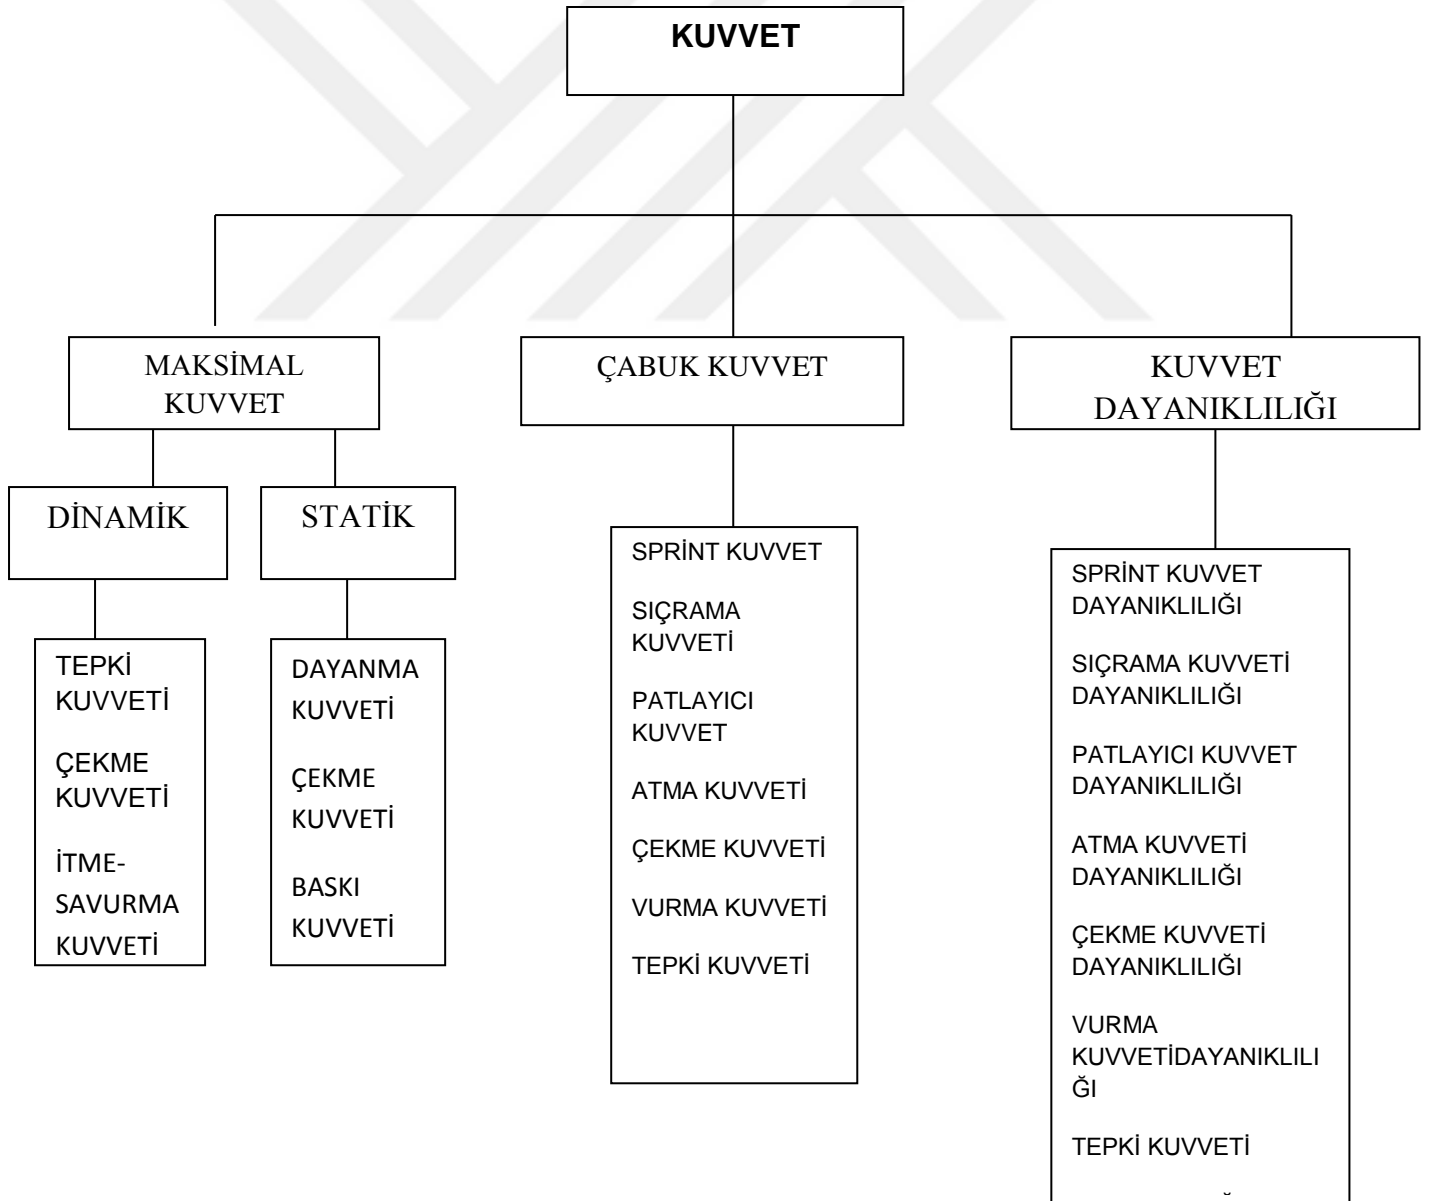 KUVVET
MAKSİMAL
KUVVET
ÇABUK KUVVET
KUVVET
DAYANIKLILIĞI
DİNAMİK
STATİK
TEPKİ
KUVVETİ
ÇEKME
KUVVETİ
İTME-
SAVURMA
KUVVETİ
DAYANMA
KUVVETİ
ÇEKME
KUVVETİ
BASKI
KUVVETİ
SPRİNT KUVVET
SIÇRAMA
KUVVETİ
PATLAYICI
KUVVET
ATMA KUVVETİ
ÇEKME KUVVETİ
VURMA KUVVETİ
TEPKİ KUVVETİ
SPRİNT KUVVET
DAYANIKLILIĞI
SIÇRAMA KUVVETİ
DAYANIKLILIĞI
PATLAYICI KUVVET
DAYANIKLILIĞI
ATMA KUVVETİ
DAYANIKLILIĞI
ÇEKME KUVVETİ
DAYANIKLILIĞI
VURMA
KUVVETİDAYANIKLILI
ĞI
TEPKİ KUVVETİ